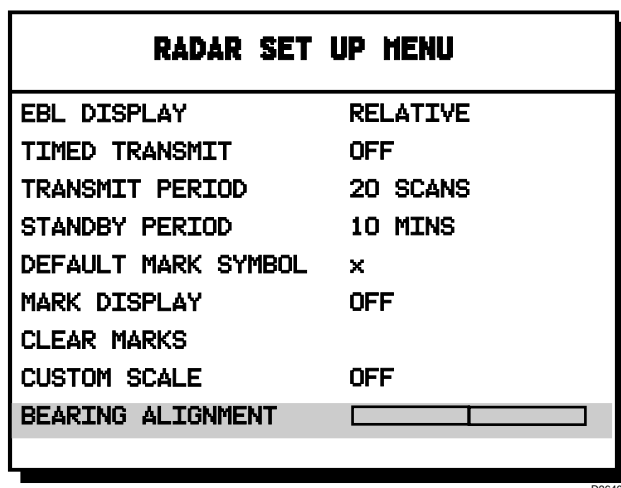 RADAR SET UP MENU
EBL DISPLAY RELATIVE
TIMED TRANSMIT OFF
TRANSMIT PERIOD 20 SCANS
STANDBY PERIOD 10 MINS
DEFAULT MARK SYMBOL x
MARK DISPLAY OFF
CLEAR MARKS
CUSTOM SCALE OFF
BEARING ALIGNMENT